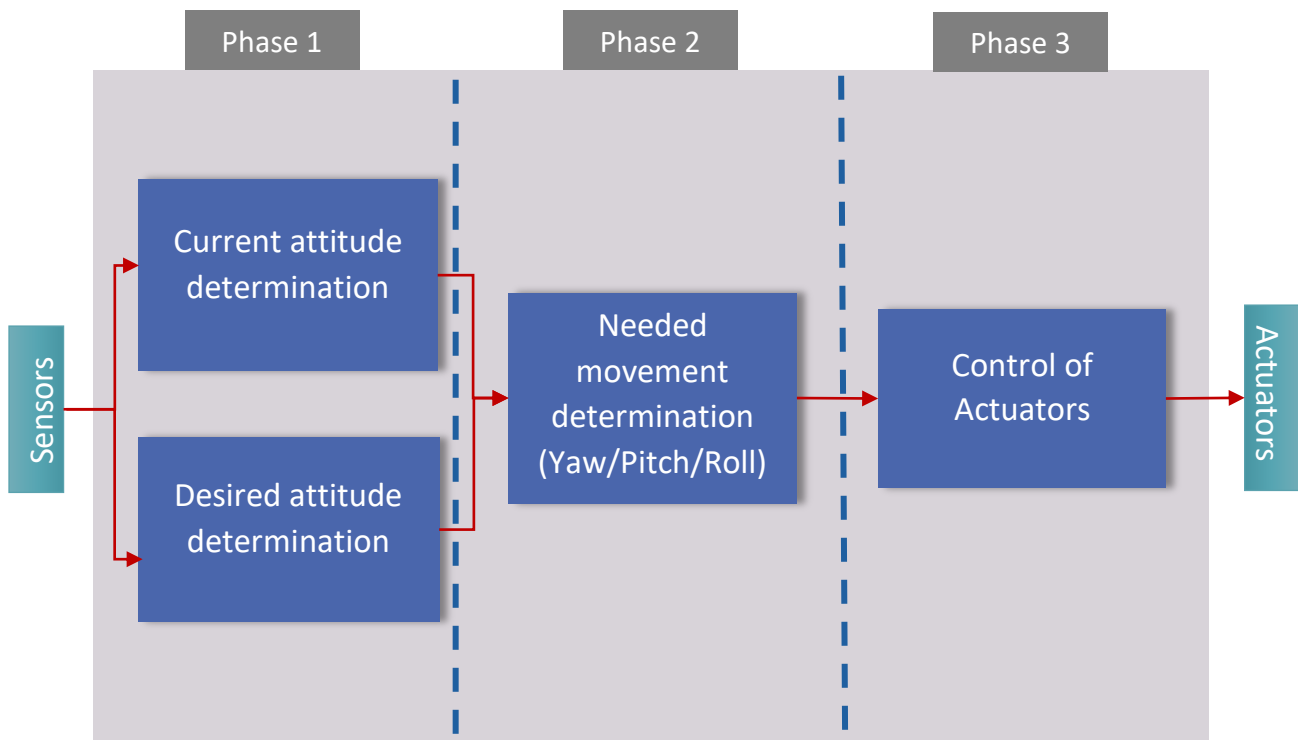 Phase 1
Phase 2
Phase 3
Sensors
Current attitude
determination
Desired attitude
determination
Needed
movement
determination
(Yaw/Pitch/Roll)
Control of
Actuators
Actuators